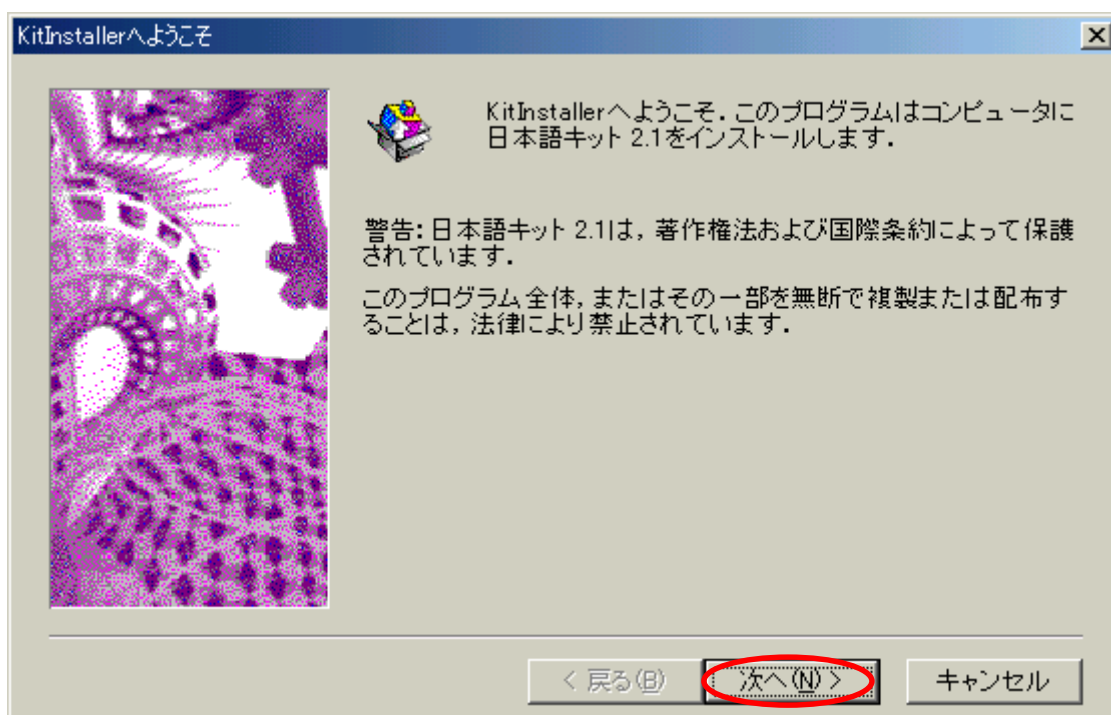 KitInstallerへようこそ
KitInstallerへようこそ．このプログラムはコンピュータに
日本語キット 2.1をインストールします．
警告: 日本語キット 2.1は，著作権法および国際条約によって保護
されています．
このプログラム全体，またはその一部を無断で複製または配布す
ることは，法律により禁止されています．
< 戻る(B)
次へ(N) >
キャンセル